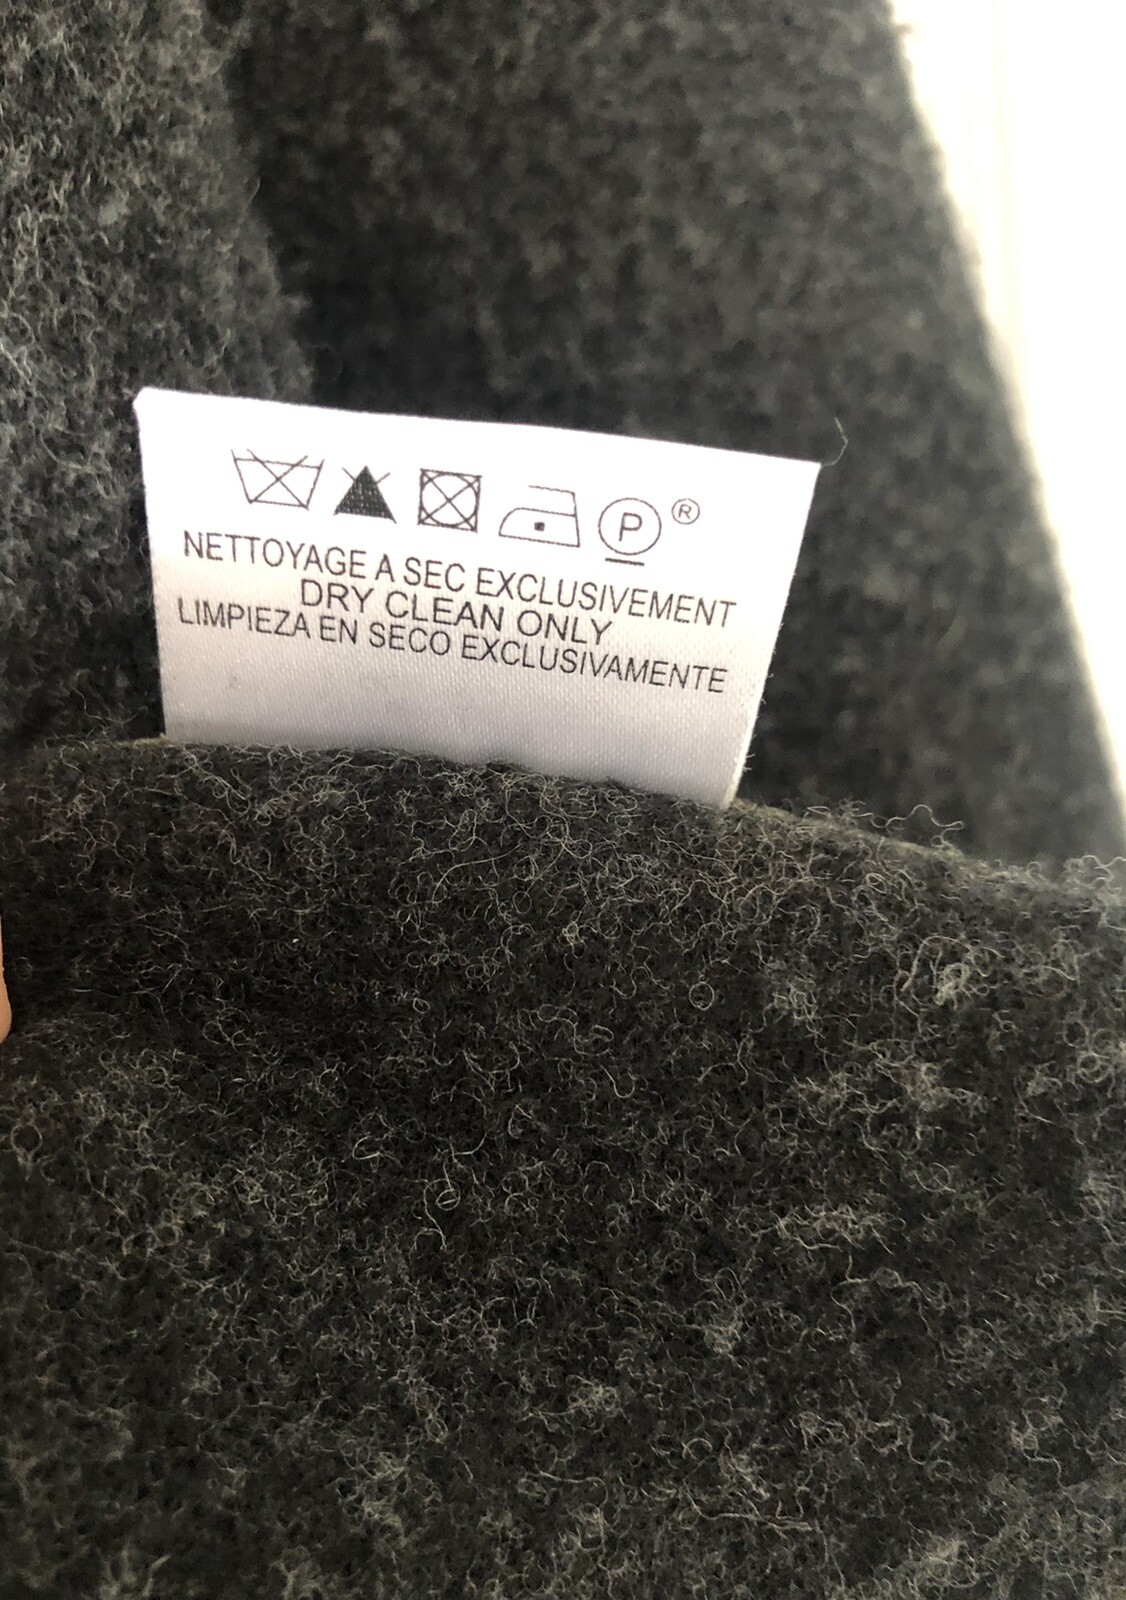 P ®
NETTOYAGE A SEC EXCLUSIVEMENT
DRY CLEAN ONLY
LIMPIEZA EN SECO EXCLUSIVAMENTE